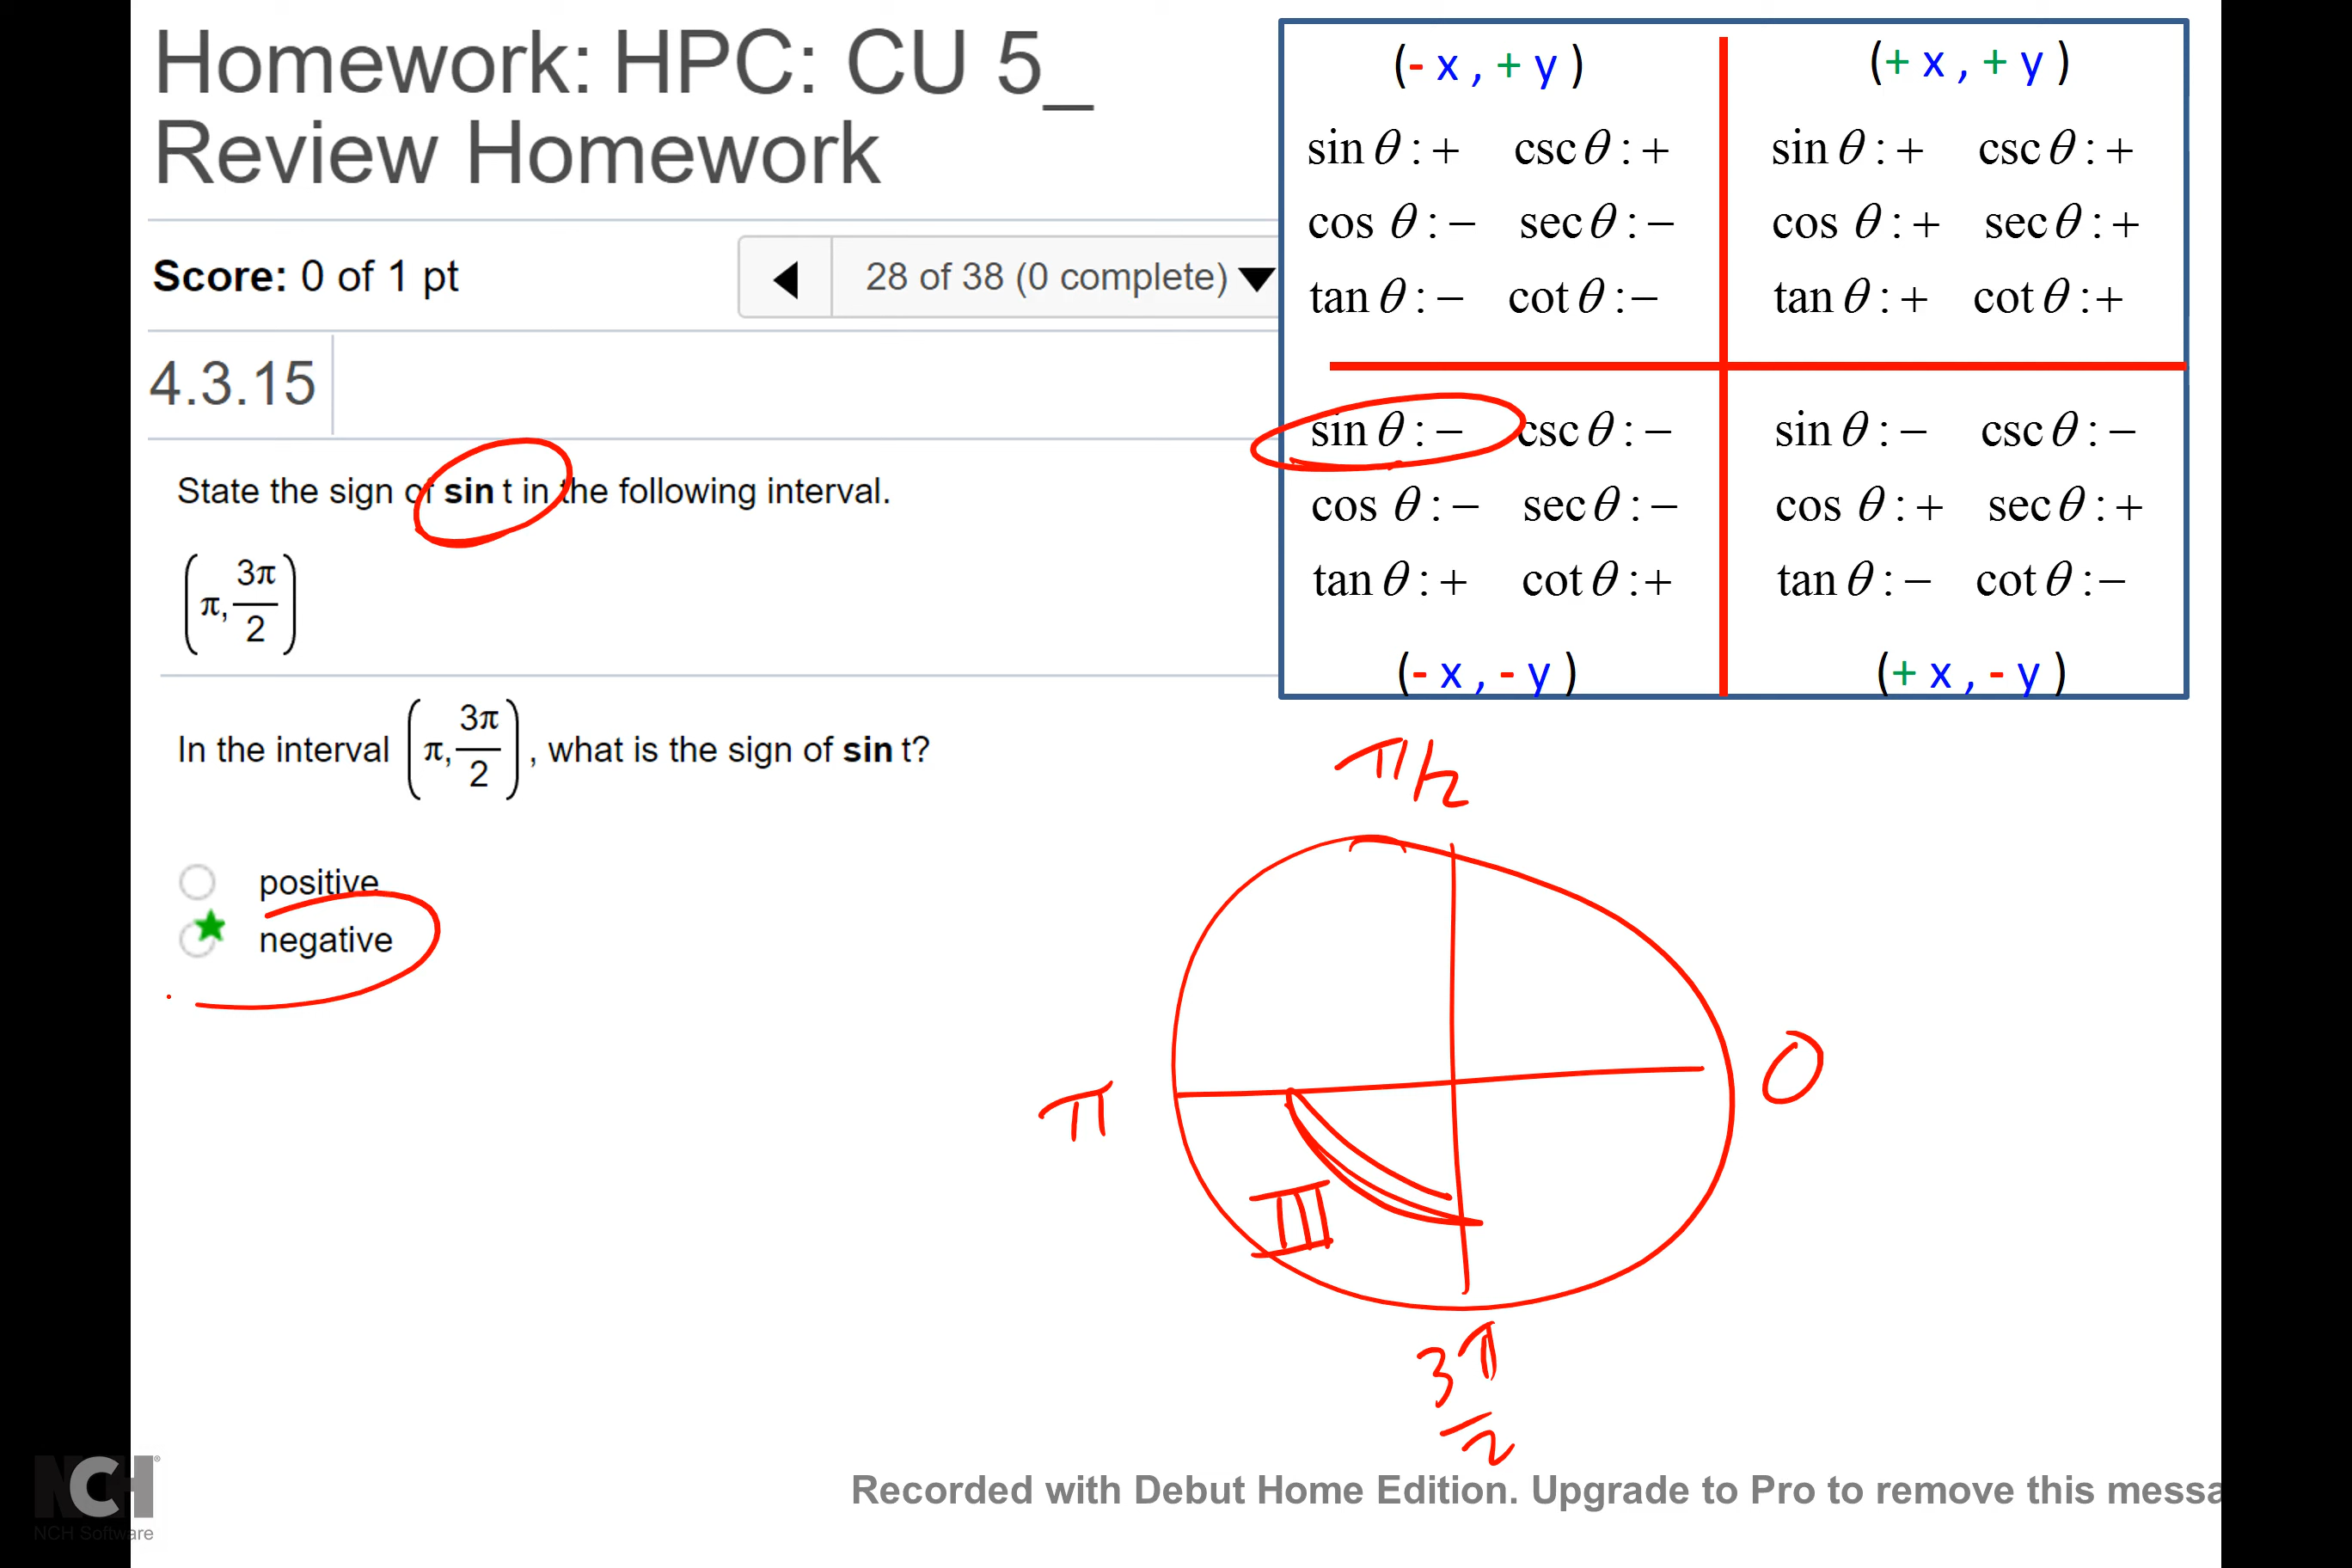 Homework: HPC: CU 5_
Review Homework
Score: 0 of 1 pt
28 of 38 (0 complete)
4.3.15
State the sign of sin t in the following interval.
(π, 3π/2)
In the interval (π, 3π/2), what is the sign of sin t?
positive
negative
(- x , + y )
sin θ : + csc θ : +
cos θ : − sec θ : −
tan θ : − cot θ : −
(+ x , + y )
sin θ : + csc θ : +
cos θ : + sec θ : +
tan θ : + cot θ : +
sin θ : − csc θ : −
cos θ : − sec θ : −
tan θ : + cot θ : +
(- x , - y )
sin θ : − csc θ : −
cos θ : + sec θ : +
tan θ : − cot θ : −
(+ x , - y )
π/2
π
0
III
3π
/2
NCH®
NCH Software
Recorded with Debut Home Edition. Upgrade to Pro to remove this messa